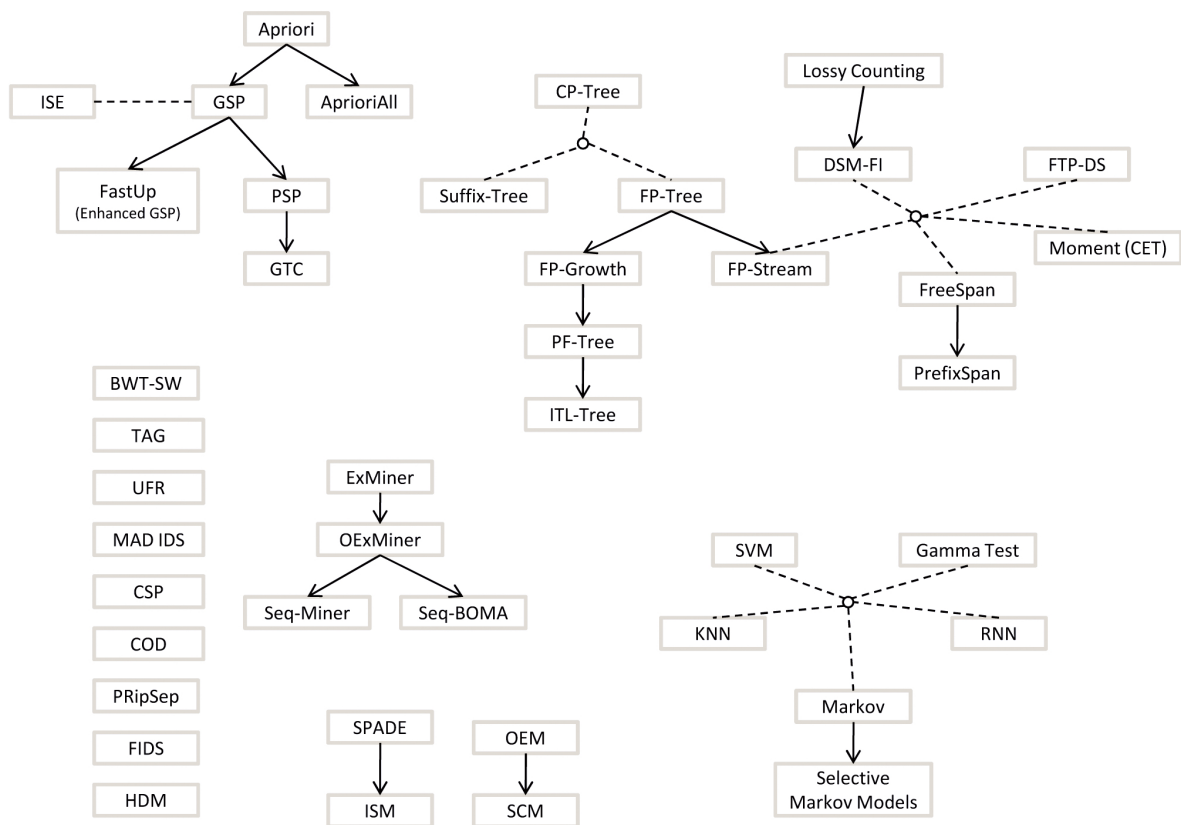 Apriori
ISE
GSP
AprioriAll
FastUp
(Enhanced GSP)
PSP
GTC
CP-Tree
Suffix-Tree
FP-Tree
FP-Growth
FP-Stream
PF-Tree
ITL-Tree
Lossy Counting
DSM-FI
FTP-DS
Moment (CET)
FreeSpan
PrefixSpan
BWT-SW
TAG
UFR
MAD IDS
CSP
COD
PRipSep
FIDS
HDM
ExMiner
OExMiner
Seq-Miner
Seq-BOMA
SPADE
ISM
OEM
SCM
SVM
Gamma Test
KNN
RNN
Markov
Selective
Markov Models